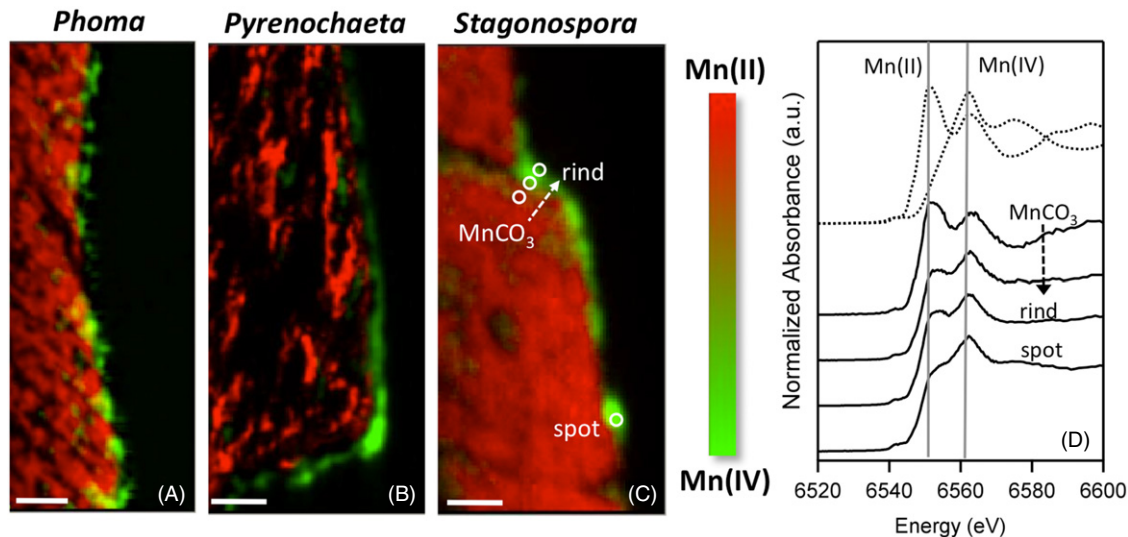 Phoma
Pyrenochaeta
Stagonospora
(A)
(B)
rind
MnCO3
spot
(C)
Mn(II)
Mn(IV)
Mn(II)
Mn(IV)
MnCO3
rind
spot
(D)
Normalized Absorbance (a.u.)
6520 6540 6560 6580 6600
Energy (eV)